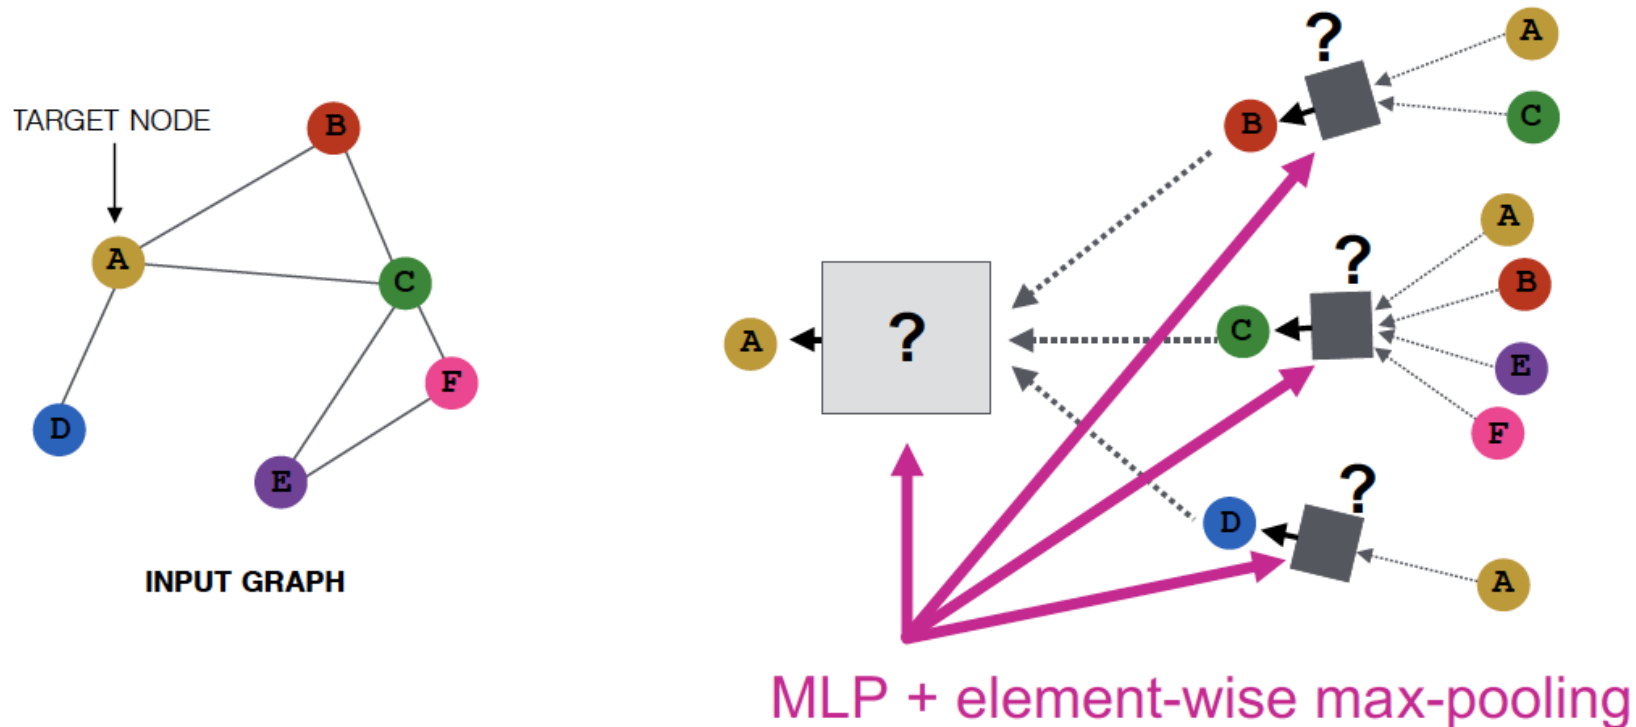 TARGET NODE
B
A
C
F
D
E
INPUT GRAPH
?
A
B
C
A
?
B
A
?
C
E
F
?
D
A
MLP + element-wise max-pooling